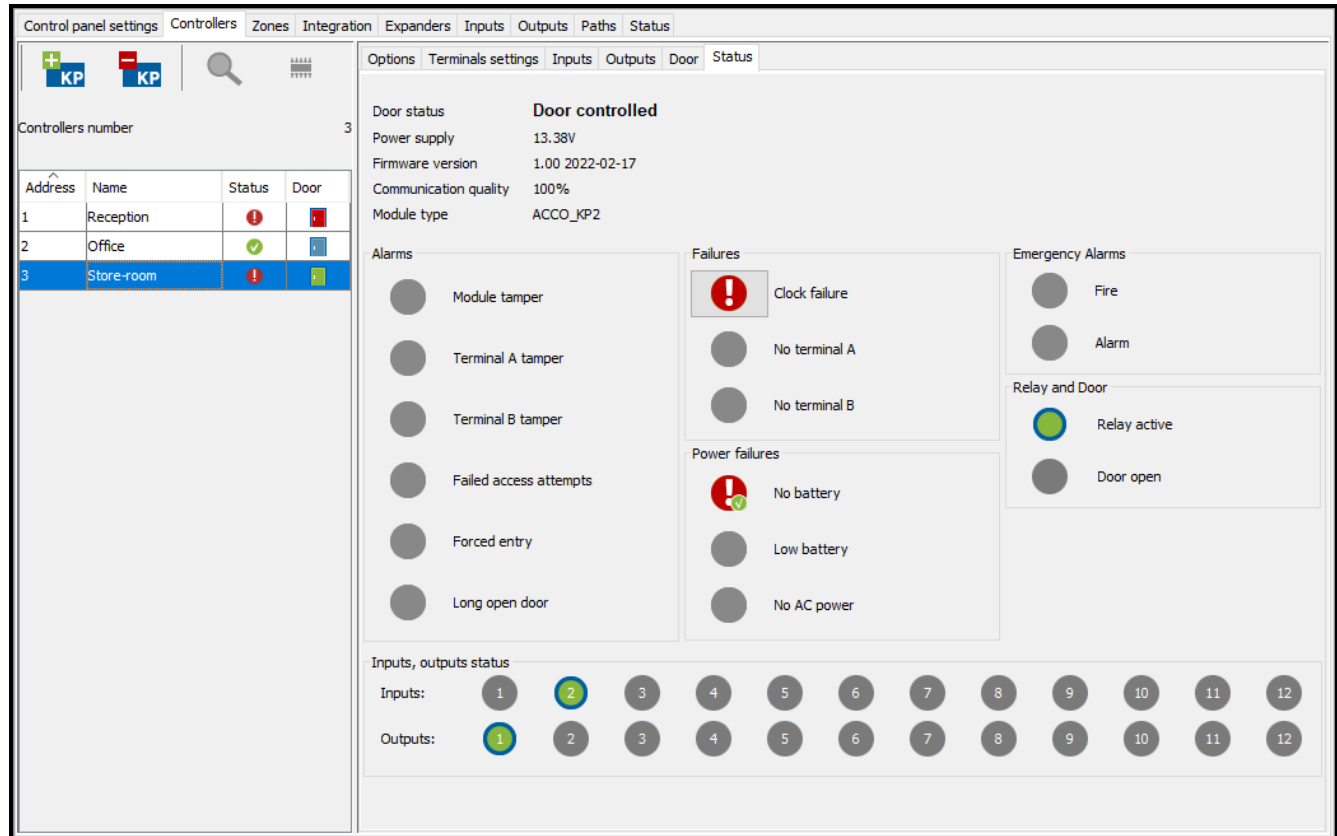 Control panel settings Controllers Zones Integration Expanders Inputs Outputs Paths Status
KP KP
Controllers number 3
Address Name Status Door
1 Reception
2 Office
3 Store-room
Options Terminals settings Inputs Outputs Door Status
Door status Door controlled
Power supply 13.38V
Firmware version 1.00 2022-02-17
Communication quality 100%
Module type ACCO_KP2
Alarms
Module tamper
Terminal A tamper
Terminal B tamper
Failed access attempts
Forced entry
Long open door
Failures
Clock failure
No terminal A
No terminal B
Power failures
No battery
Low battery
No AC power
Emergency Alarms
Fire
Alarm
Relay and Door
Relay active
Door open
Inputs, outputs status
Inputs: 1 2 3 4 5 6 7 8 9 10 11 12
Outputs: 1 2 3 4 5 6 7 8 9 10 11 12